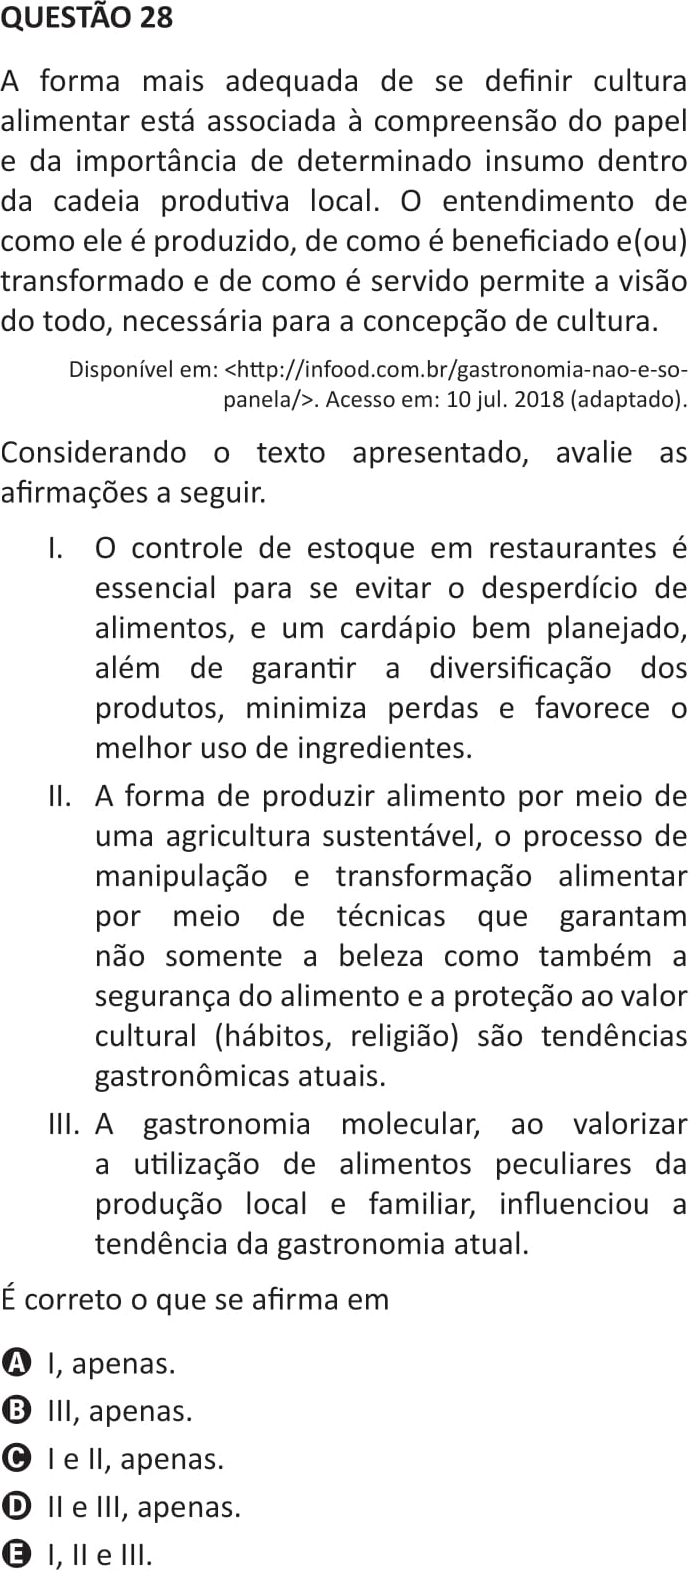 QUESTÃO 28
A forma mais adequada de se definir cultura
alimentar está associada à compreensão do papel
e da importância de determinado insumo dentro
da cadeia produtiva local. O entendimento de
como ele é produzido, de como é beneficiado e(ou)
transformado e de como é servido permite a visão
do todo, necessária para a concepção de cultura.
Disponível em: <http://infood.com.br/gastronomia-nao-e-so-
panela/>. Acesso em: 10 jul. 2018 (adaptado).
Considerando o texto apresentado, avalie as
afirmações a seguir.
I. O controle de estoque em restaurantes é
essencial para se evitar o desperdício de
alimentos, e um cardápio bem planejado,
além de garantir a diversificação dos
produtos, minimiza perdas e favorece o
melhor uso de ingredientes.
II. A forma de produzir alimento por meio de
uma agricultura sustentável, o processo de
manipulação e transformação alimentar
por meio de técnicas que garantam
não somente a beleza como também a
segurança do alimento e a proteção ao valor
cultural (hábitos, religião) são tendências
gastronômicas atuais.
III. A gastronomia molecular, ao valorizar
a utilização de alimentos peculiares da
produção local e familiar, influenciou a
tendência da gastronomia atual.
É correto o que se afirma em
A I, apenas.
B III, apenas.
C I e II, apenas.
D II e III, apenas.
E I, II e III.